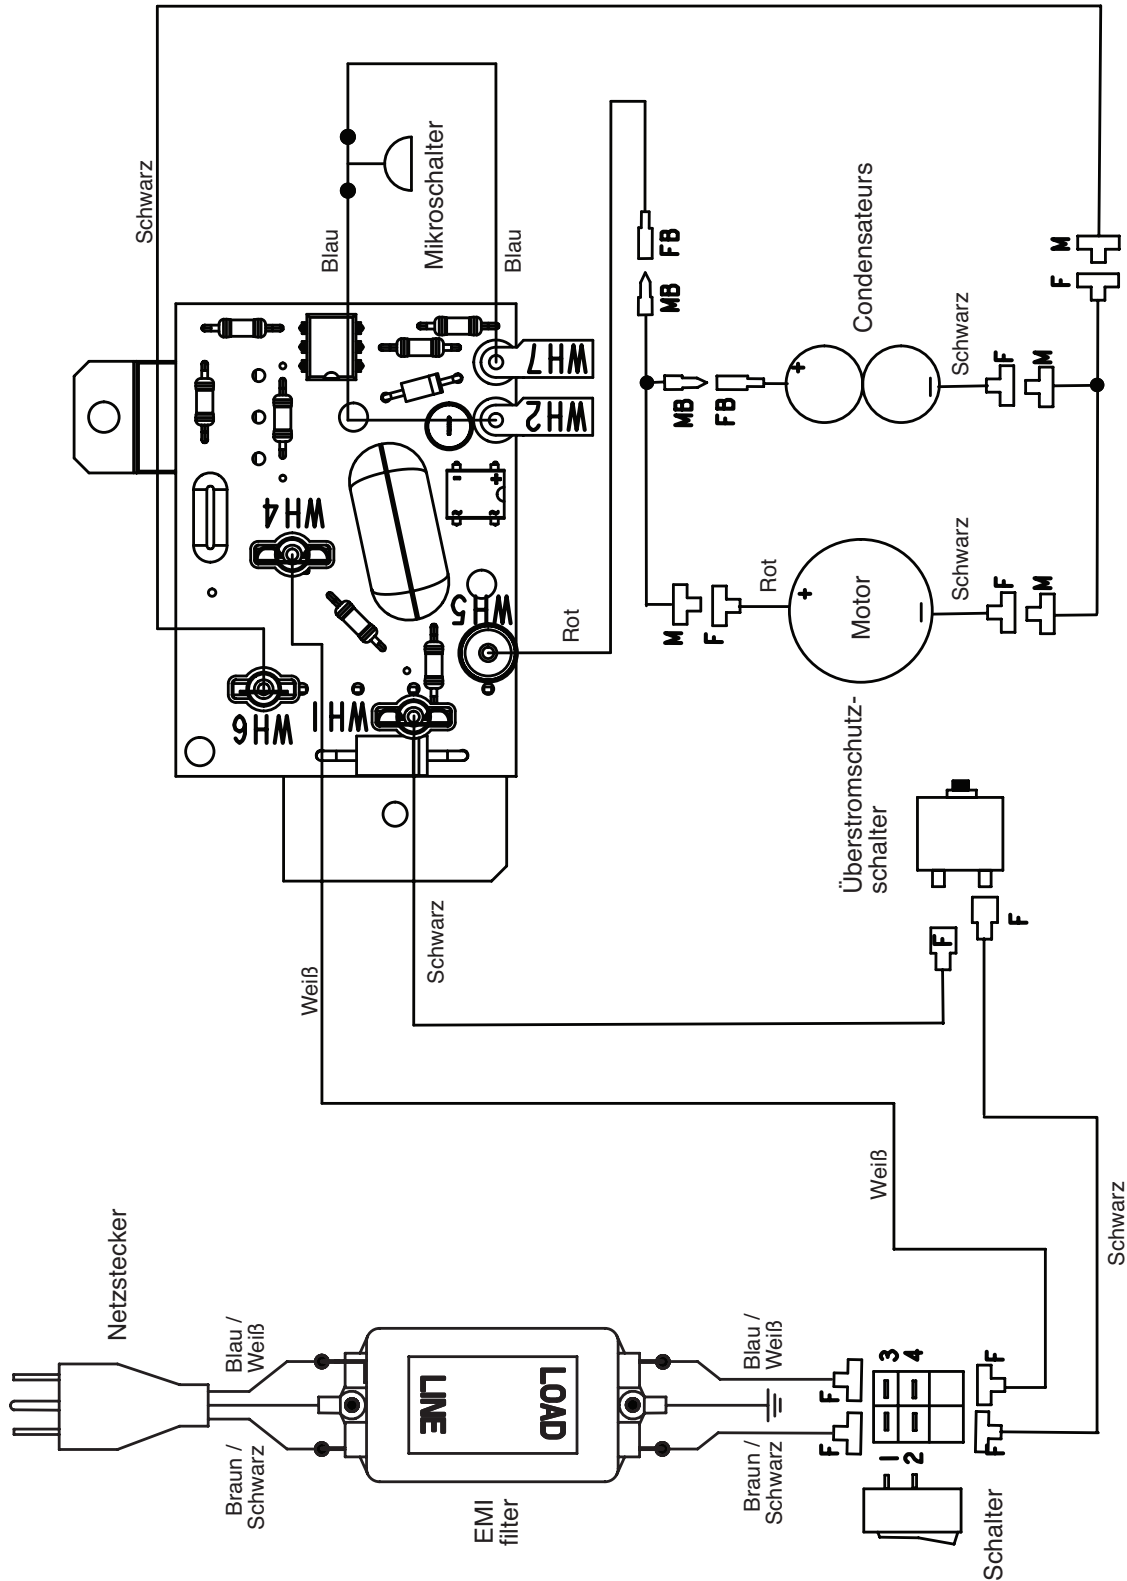 Schwarz
Blau
Mikroschalter
Blau
WH7
WH2
WH4
WH5
WH6
WH1
-
+
~
~
Rot
FB
MB
MB
FB
+
−
Condensateurs
Schwarz
F
M
F
M
M
F
Rot
+
−
Motor
Schwarz
F
M
Überstromschutz-
schalter
F
F
Schwarz
Weiß
Weiß
Schwarz
Netzstecker
Blau /
Weiß
Braun /
Schwarz
LINE
LOAD
EMI
filter
Blau /
Weiß
Braun /
Schwarz
F
F
3
4
1
2
F
F
Schalter